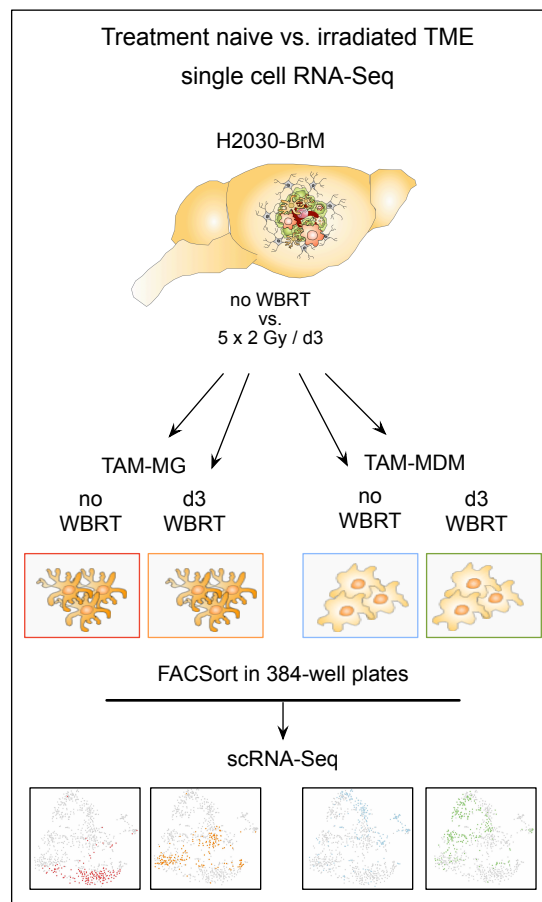 Treatment naive vs. irradiated TME
single cell RNA-Seq
H2030-BrM
no WBRT
vs.
5 x 2 Gy / d3
TAM-MG
TAM-MDM
no
WBRT
d3
WBRT
no
WBRT
d3
WBRT
FACSort in 384-well plates
scRNA-Seq